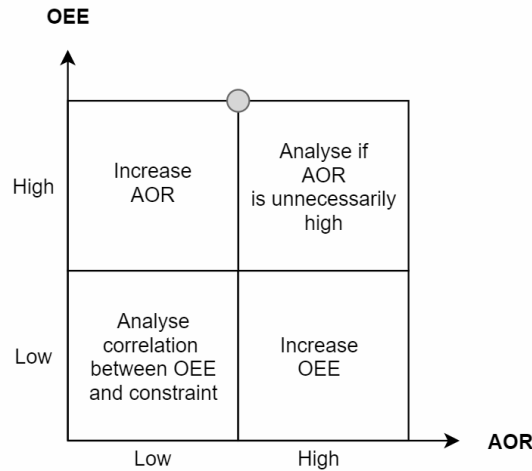 OEE
High
Increase
AOR
Analyse if
AOR
is unnecessarily
high
Low
Analyse
correlation
between OEE
and constraint
Increase
OEE
Low
High
AOR